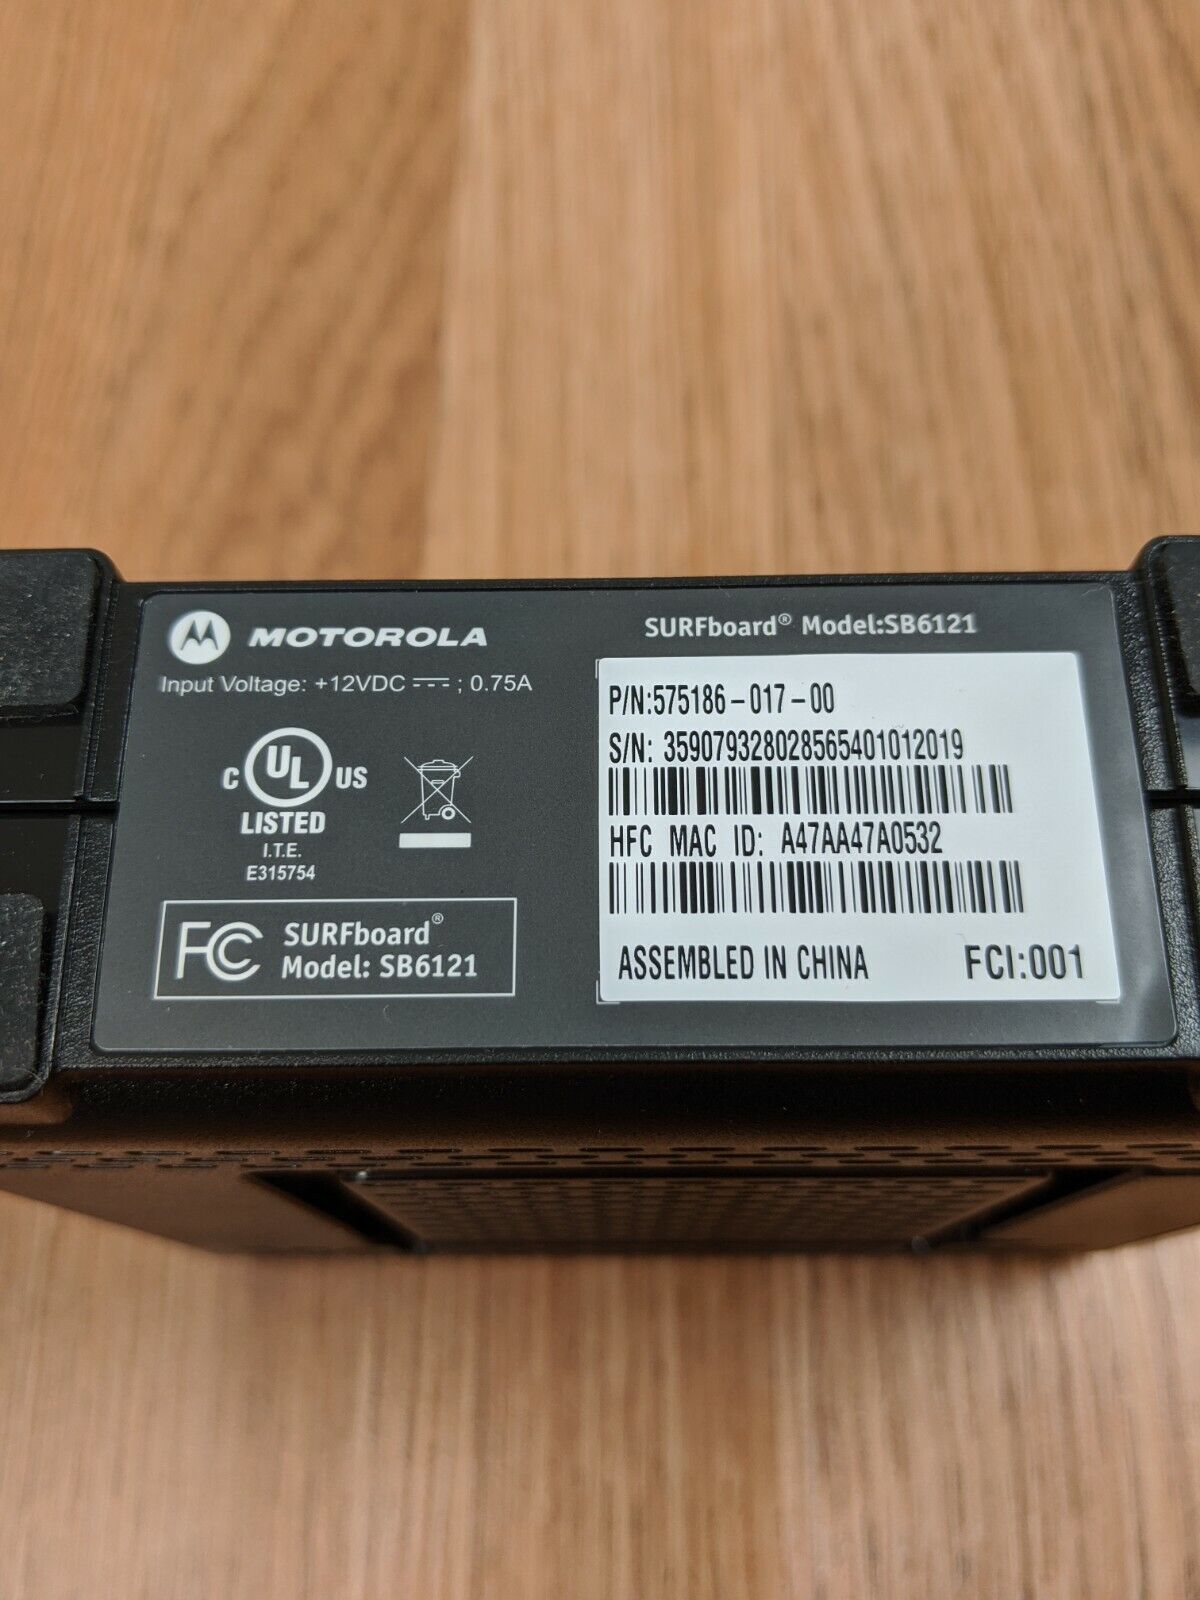 MOTOROLA
Input Voltage: +12VDC ⎓ ; 0.75A
C UL US
LISTED
I.T.E.
E315754
FC SURFboard®
Model: SB6121
SURFboard® Model:SB6121
P/N:575186-017-00
S/N: 359079328028565401012019
HFC MAC ID: A47AA47A0532
ASSEMBLED IN CHINA FCI:001